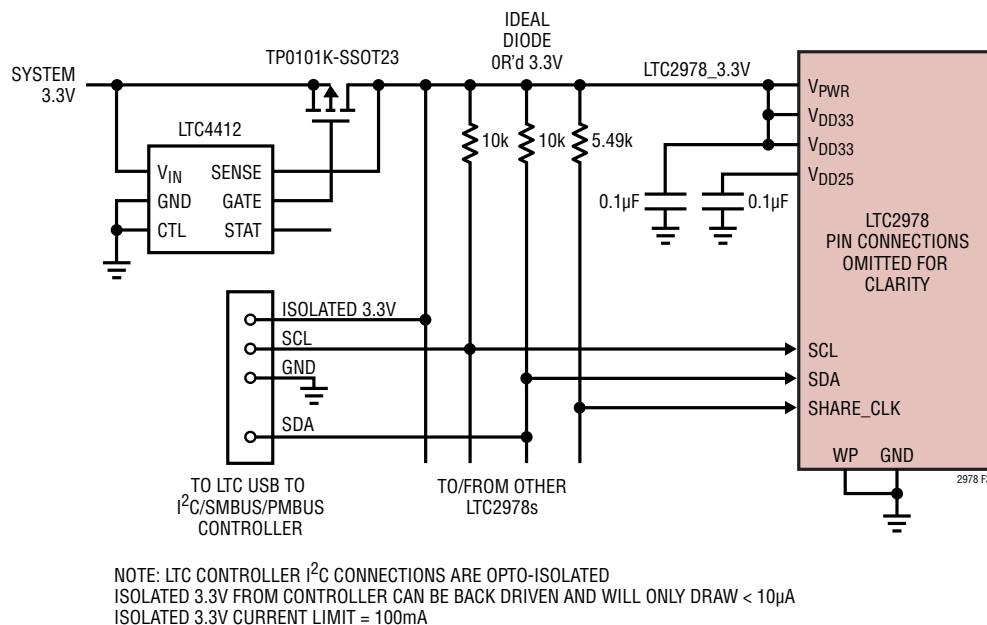 IDEAL
DIODE
OR'd 3.3V
TP0101K-SSOT23
SYSTEM
3.3V
LTC2978_3.3V
LTC4412
VIN
SENSE
GND
GATE
CTL
STAT
10k
10k
5.49k
0.1µF
0.1µF
VPWR
VDD33
VDD33
VDD25
LTC2978
PIN CONNECTIONS
OMITTED FOR
CLARITY
ISOLATED 3.3V
SCL
GND
SDA
SCL
SDA
SHARE_CLK
WP
GND
TO LTC USB TO
I2C/SMBUS/PMBUS
CONTROLLER
TO/FROM OTHER
LTC2978s
2978
NOTE: LTC CONTROLLER I2C CONNECTIONS ARE OPTO-ISOLATED
ISOLATED 3.3V FROM CONTROLLER CAN BE BACK DRIVEN AND WILL ONLY DRAW < 10µA
ISOLATED 3.3V CURRENT LIMIT = 100mA